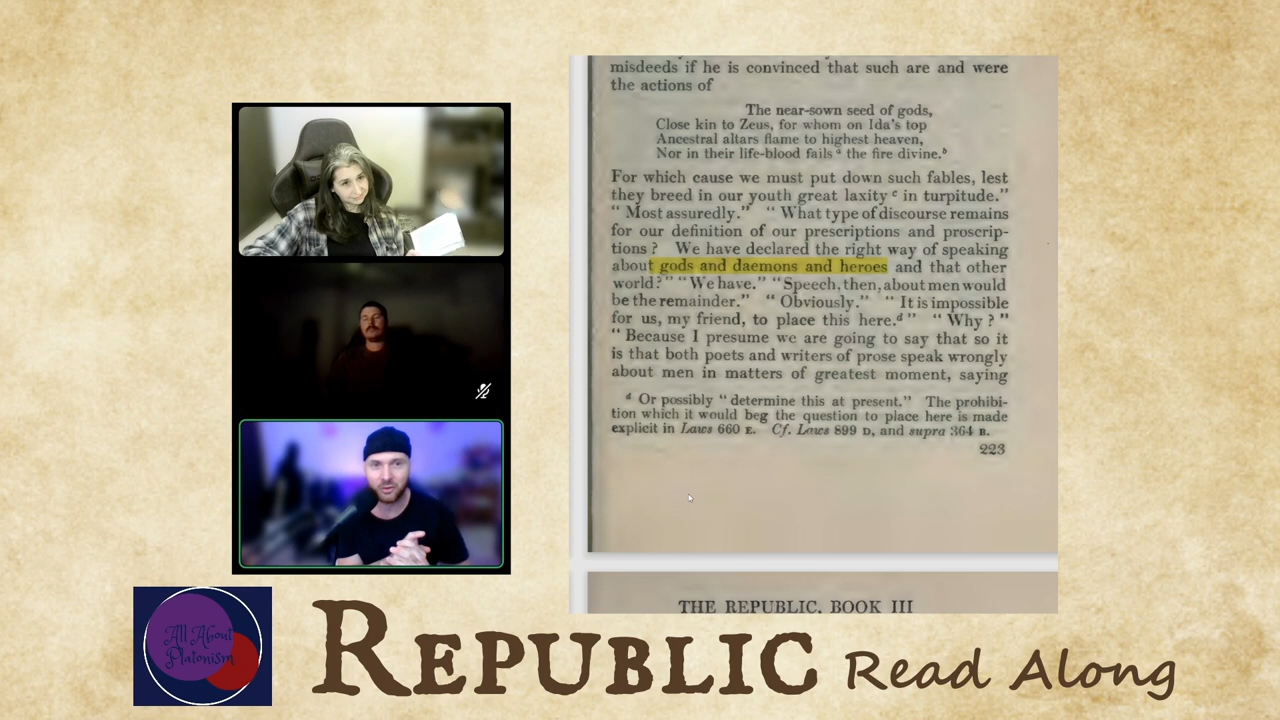 misdeeds if he is convinced that such are and were
the actions of
The near-sown seed of gods,
Close kin to Zeus, for whom on Ida's top
Ancestral altars flame to highest heaven,
Nor in their life-blood fails ᵃ the fire divine.ᵇ
For which cause we must put down such fables, lest
they breed in our youth great laxity ᶜ in turpitude.”
“ Most assuredly.” “ What type of discourse remains
for our definition of our prescriptions and proscrip-
tions ? We have declared the right way of speaking
about gods and daemons and heroes and that other
world?” “We have.” “Speech, then, about men would
be the remainder.” “ Obviously.” “ It is impossible
for us, my friend, to place this here.ᵈ ” “ Why ? ”
“ Because I presume we are going to say that so it
is that both poets and writers of prose speak wrongly
about men in matters of greatest moment, saying
ᵈ Or possibly “ determine this at present.” The prohibi-
tion which it would beg the question to place here is made
explicit in Laws 660 E. Cf. Laws 899 D, and supra 364 B.
223
THE REPUBLIC, BOOK III
All About
Platonism
REPUBLIC Read Along